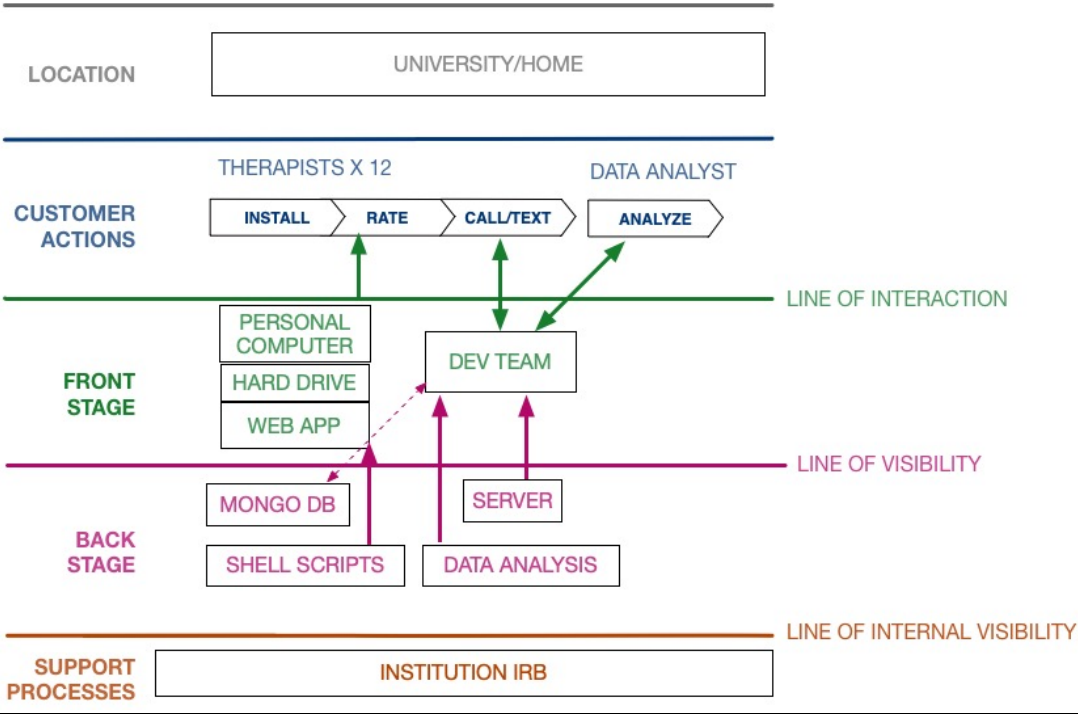 LOCATION
UNIVERSITY/HOME
THERAPISTS X 12
DATA ANALYST
CUSTOMER
ACTIONS
INSTALL
RATE
CALL/TEXT
ANALYZE
LINE OF INTERACTION
PERSONAL
COMPUTER
DEV TEAM
FRONT
STAGE
HARD DRIVE
WEB APP
LINE OF VISIBILITY
MONGO DB
SERVER
BACK
STAGE
SHELL SCRIPTS
DATA ANALYSIS
LINE OF INTERNAL VISIBILITY
SUPPORT
PROCESSES
INSTITUTION IRB